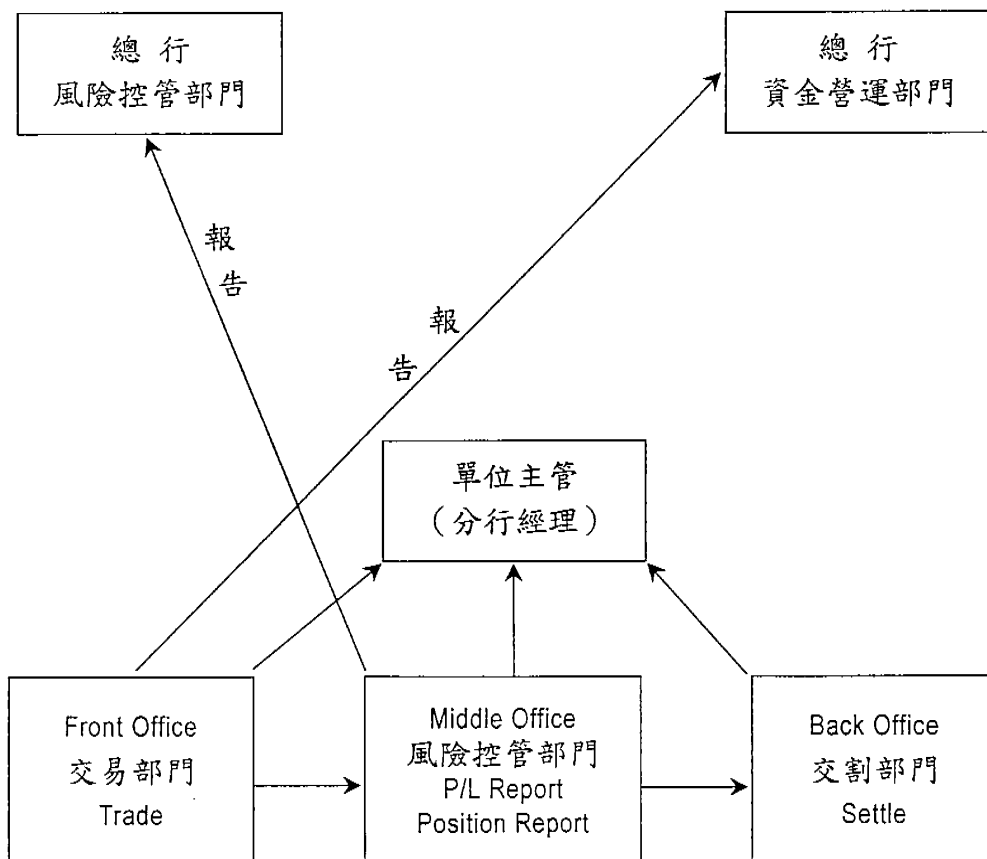 總 行
風險控管部門
總 行
資金營運部門
報
告
報
告
單位主管
（分行經理）
Front Office
交易部門
Trade
Middle Office
風險控管部門
P/L Report
Position Report
Back Office
交割部門
Settle